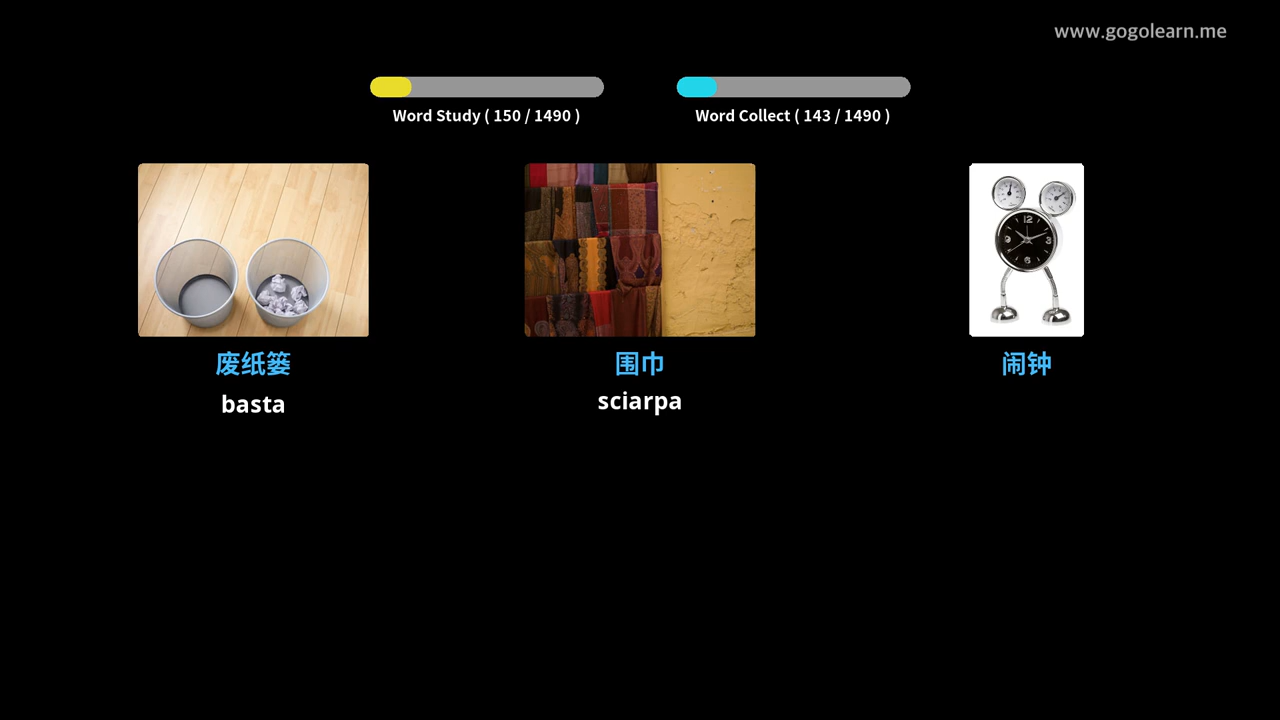 www.gogolearn.me
Word Study ( 150 / 1490 )
Word Collect ( 143 / 1490 )
废纸篓
围巾
闹钟
basta
sciarpa